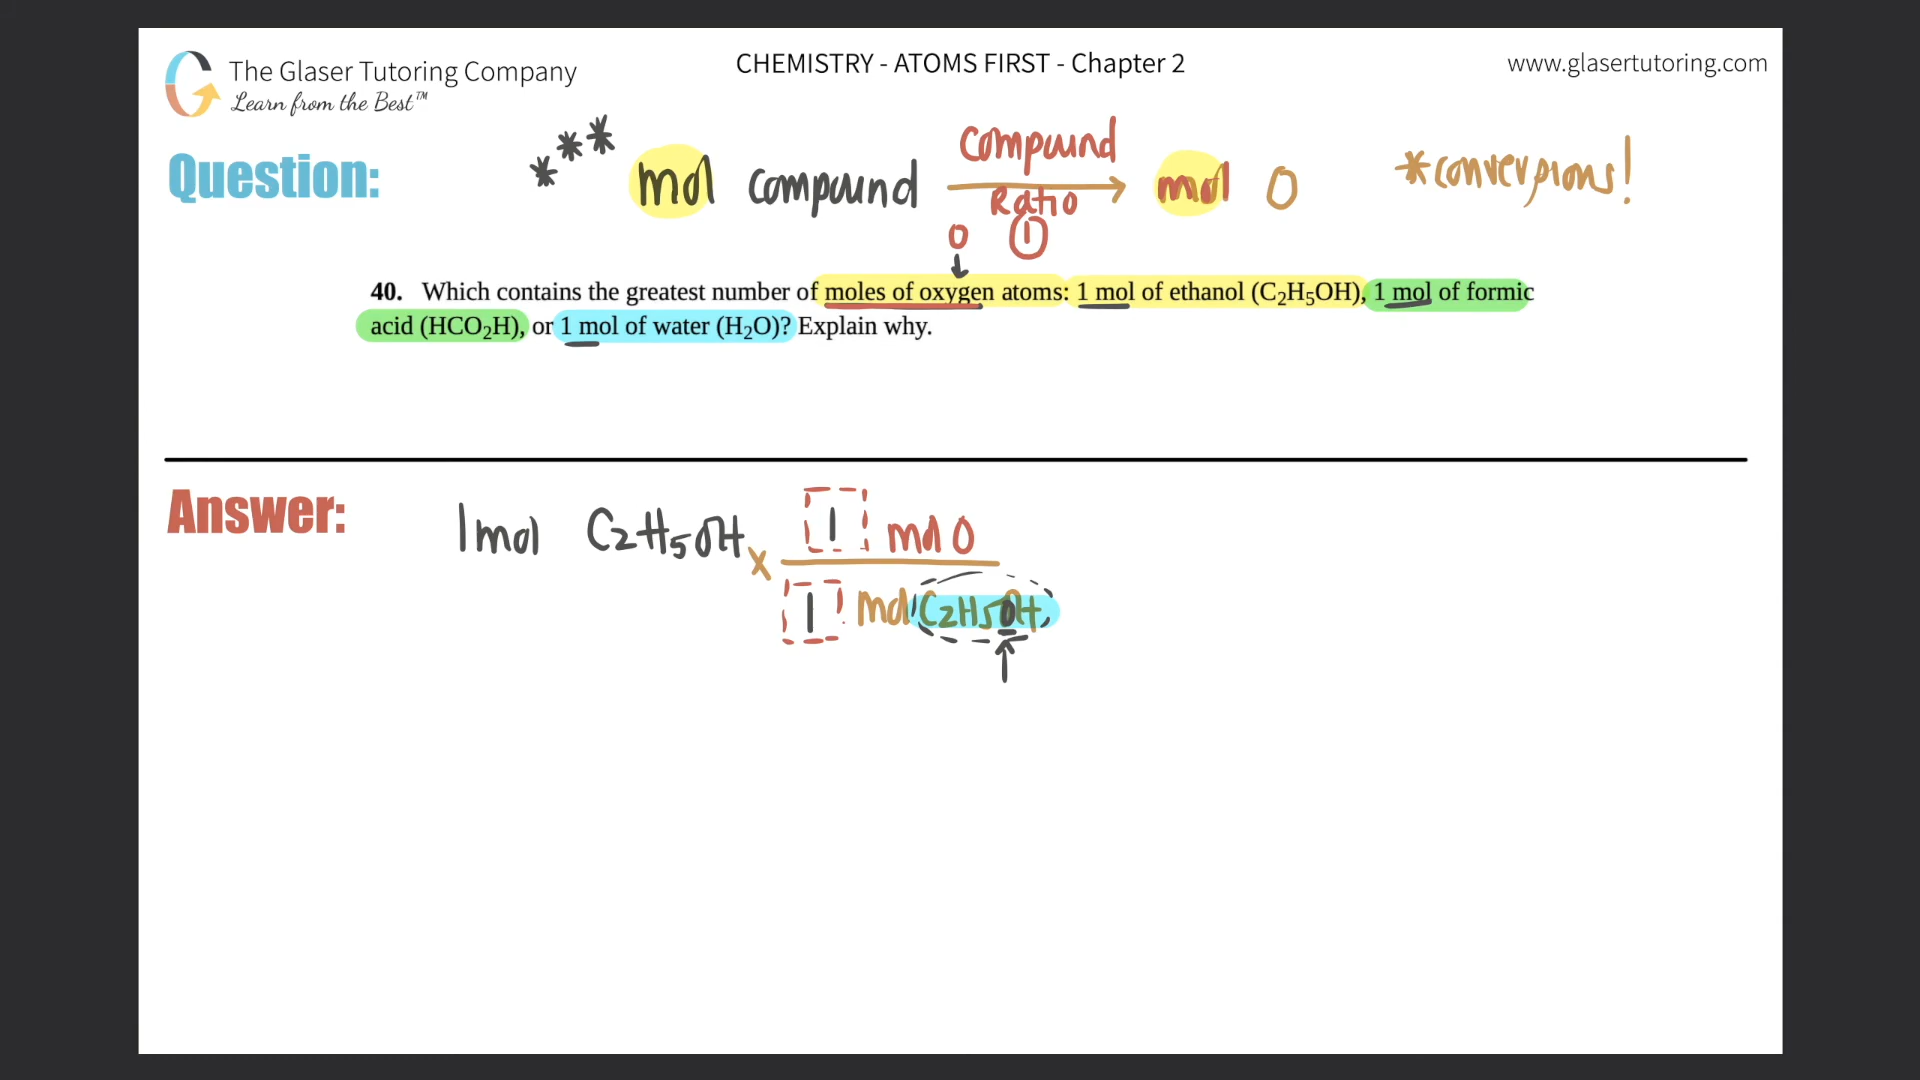 The Glaser Tutoring Company
Learn from the Best™
CHEMISTRY - ATOMS FIRST - Chapter 2
www.glasertutoring.com
Question:
*** mol compound
compound
Ratio
mol O
*conversions!
O
1
40. Which contains the greatest number of moles of oxygen atoms: 1 mol of ethanol (C₂H₅OH), 1 mol of formic
acid (HCO₂H), or 1 mol of water (H₂O)? Explain why.
Answer:
1 mol C₂H₅OH x
1 mol O
1 mol C₂H₅OH